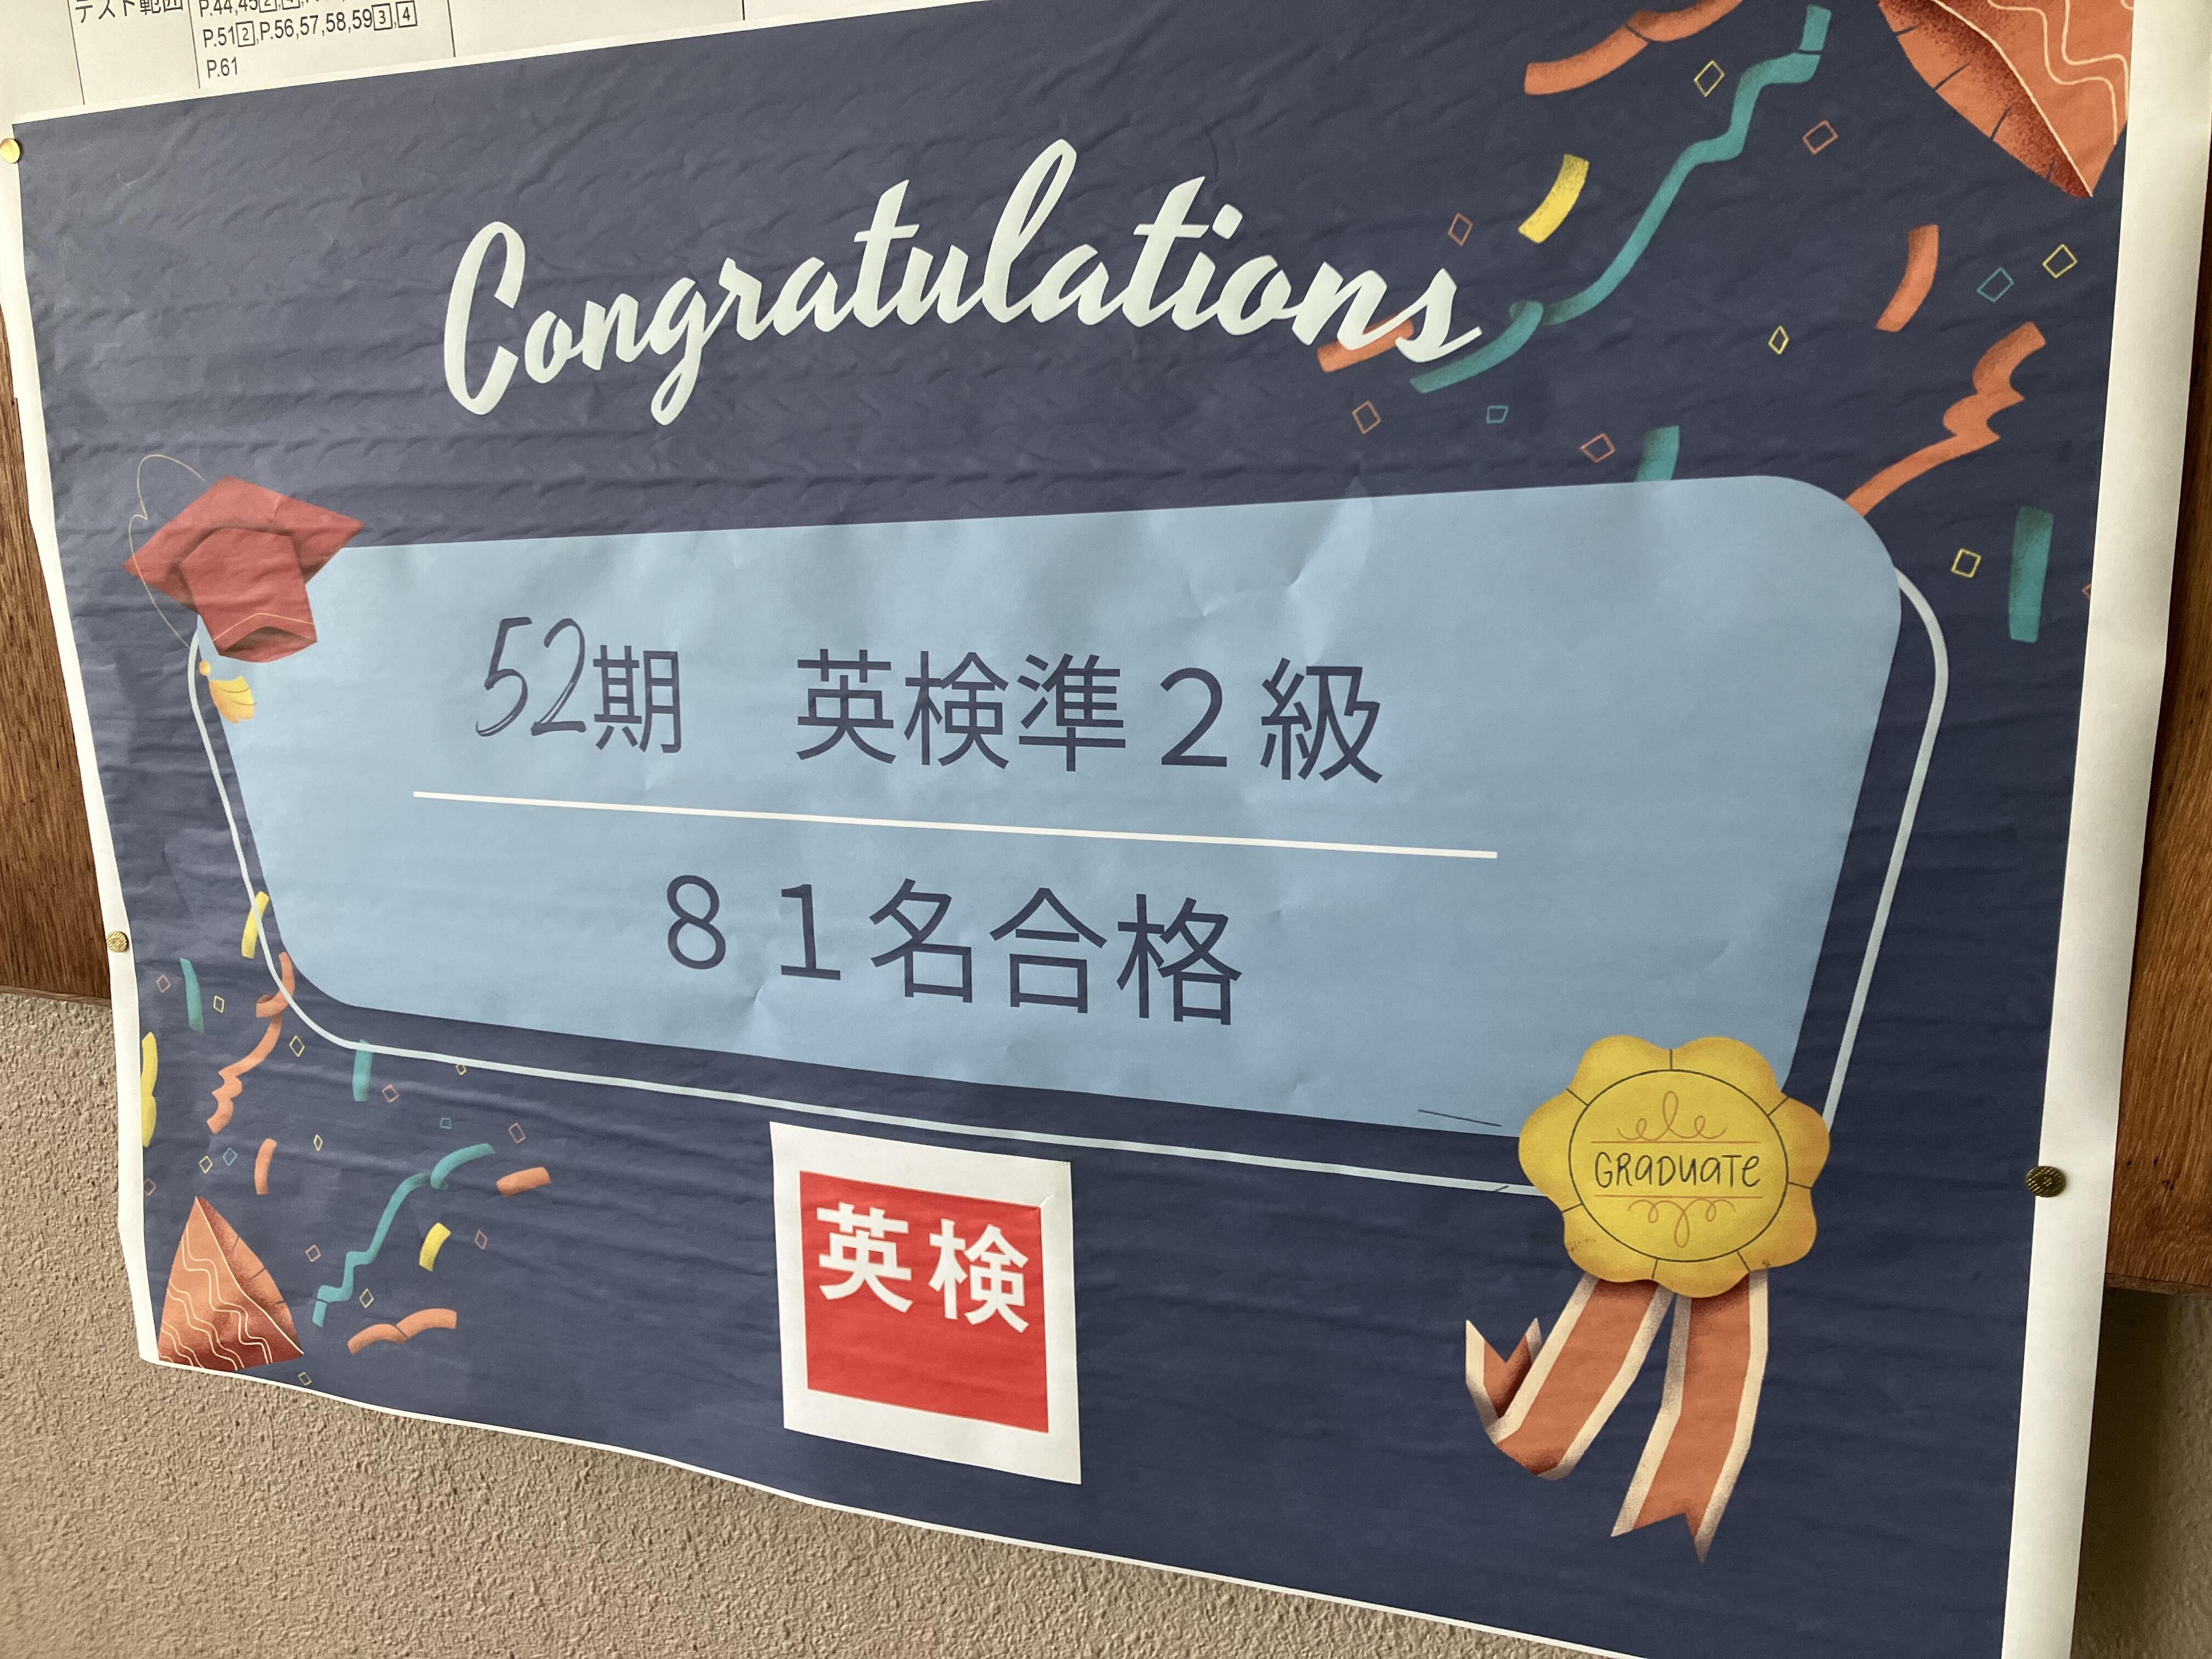 テスト範囲
P.51②,P.56,57,58,59③,④
P.61
Congratulations
52期　英検準２級
８１名合格
英検
GRADUATE